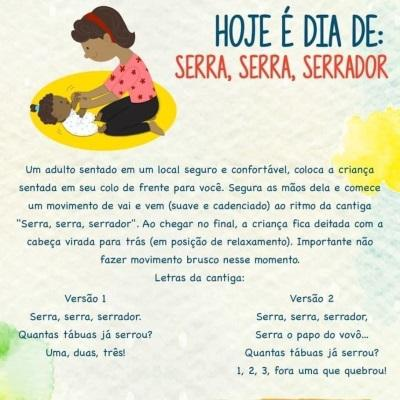 HOJE É DIA DE:
SERRA, SERRA, SERRADOR
Um adulto sentado em um local seguro e confortável, coloca a criança
sentada em seu colo de frente para você. Segura as mãos dela e comece
um movimento de vai e vem (suave e cadenciado) ao ritmo da cantiga
"Serra, serra, serrador". Ao chegar no final, a criança fica deitada com a
cabeça virada para trás (em posição de relaxamento). Importante não
fazer movimento brusco nesse momento.
Letras da cantiga:
Versão 1
Serra, serra, serrador.
Quantas tábuas já serrou?
Uma, duas, três!
Versão 2
Serra, serra, serrador,
Serra o papo do vovô...
Quantas tábuas já serrou?
1, 2, 3, fora uma que quebrou!